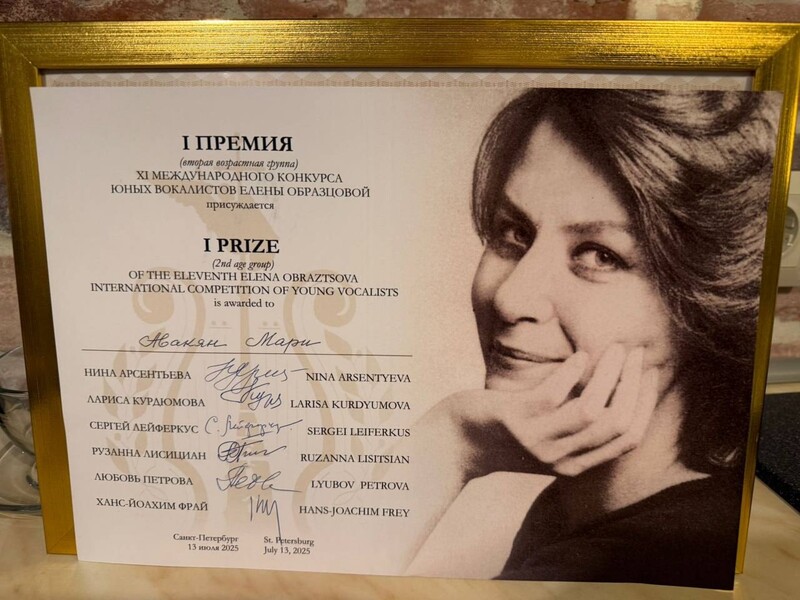 I ПРЕМИЯ
(вторая возрастная группа)
XI МЕЖДУНАРОДНОГО КОНКУРСА
ЮНЫХ ВОКАЛИСТОВ ЕЛЕНЫ ОБРАЗЦОВОЙ
присуждается
I PRIZE
(2nd age group)
OF THE ELEVENTH ELENA OBRAZTSOVA
INTERNATIONAL COMPETITION OF YOUNG VOCALISTS
is awarded to
Авакян Мари
НИНА АРСЕНТЬЕВА NINA ARSENTYEVA
ЛАРИСА КУРДЮМОВА LARISA KURDYUMOVA
СЕРГЕЙ ЛЕЙФЕРКУС С. Лейферкус SERGEI LEIFERKUS
РУЗАННА ЛИСИЦИАН RUZANNA LISITSIAN
ЛЮБОВЬ ПЕТРОВА LYUBOV PETROVA
ХАНС-ЙОАХИМ ФРАЙ HANS-JOACHIM FREY
Санкт-Петербург St. Petersburg
13 июля 2025 July 13, 2025